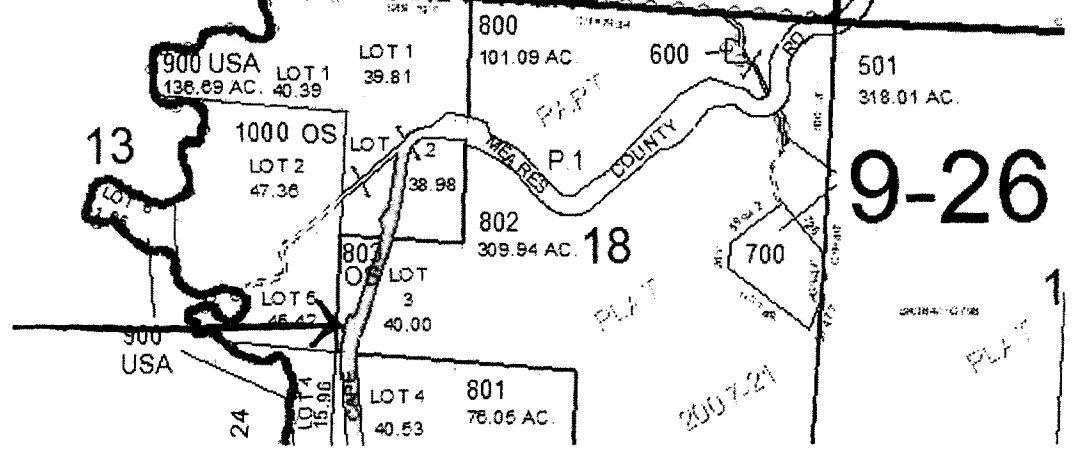 800
101.09 AC.
600
RD
501
318.01 AC.
LOT 1
39.81
900 USA
136.69 AC.
LOT 1
40.39
PART
13
1000 OS
LOT 2
47.36
LOT
2
38.98
MEARES
COUNTY
P.1
9-26
802
309.94 AC.
18
700
803
OS
LOT
3
40.00
LOT 5
46.42
PLAT
1
PLAT
900
USA
LOT 4
15.96
CAPE
LOT 4
40.53
801
76.05 AC.
2007-21
24